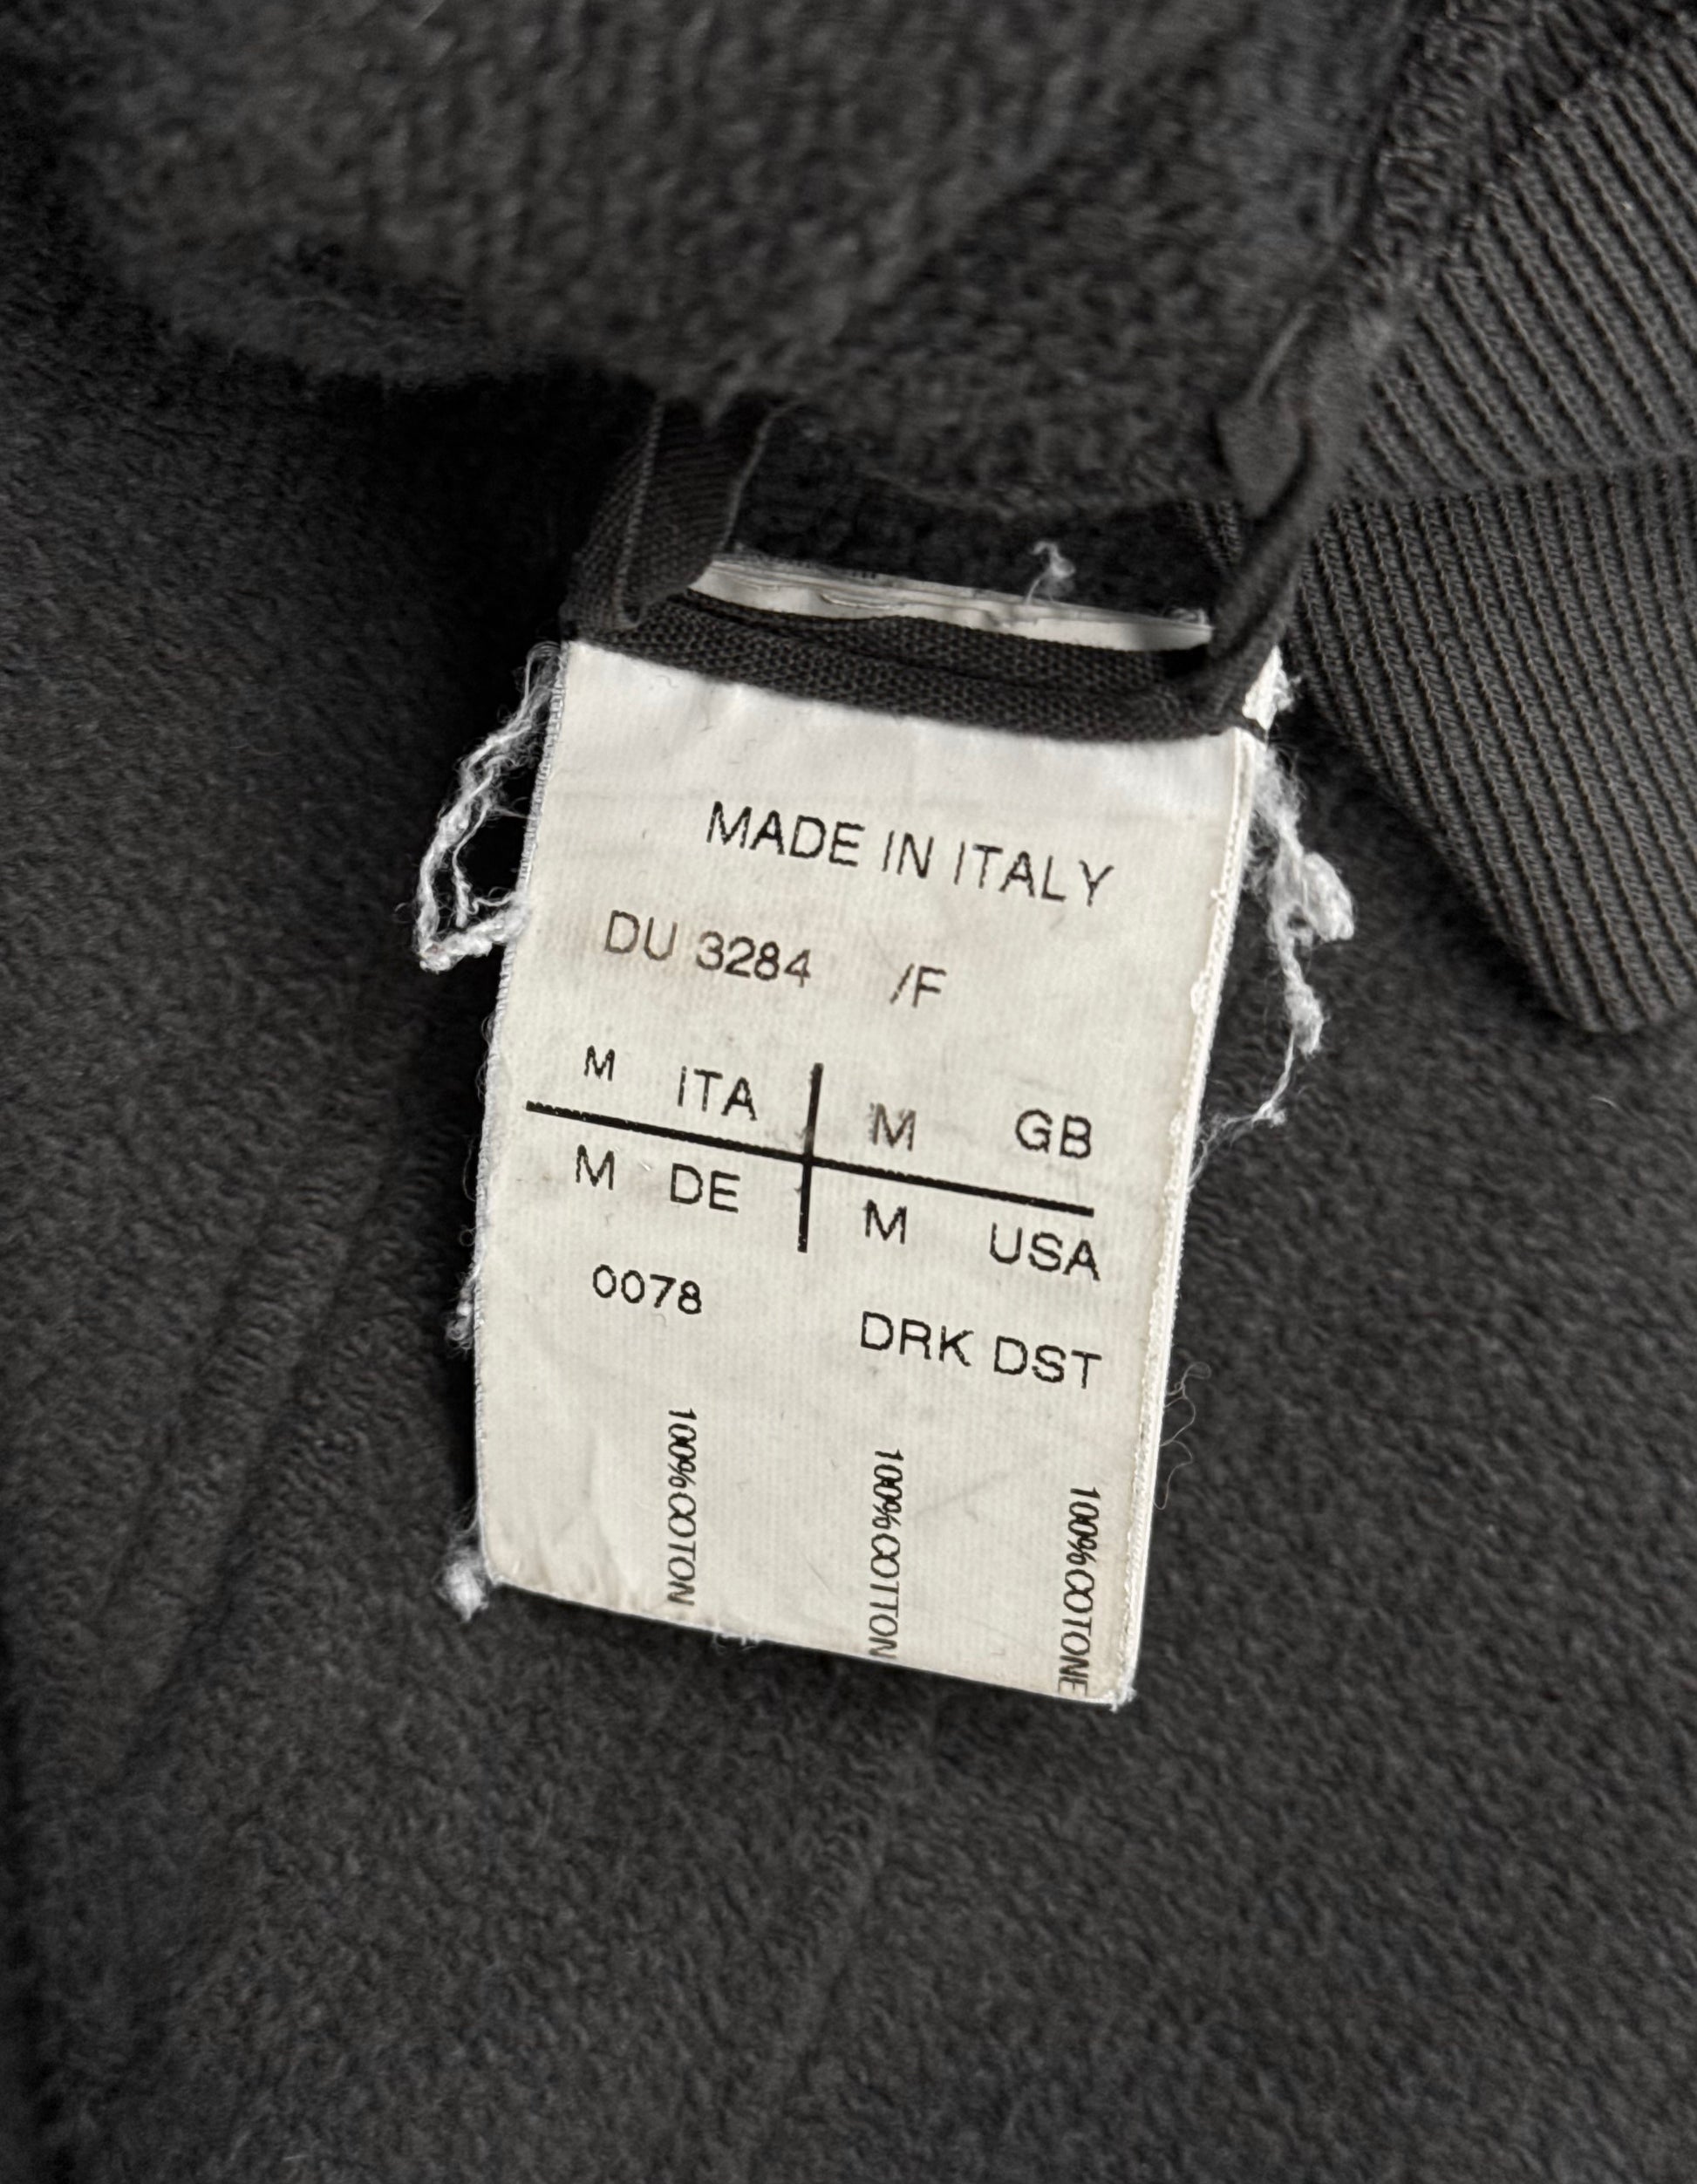 MADE IN ITALY
DU 3284 /F
M ITA M GB
M DE M USA
0078 DRK DST
100%COTONE
100%COTTON
100%COTON